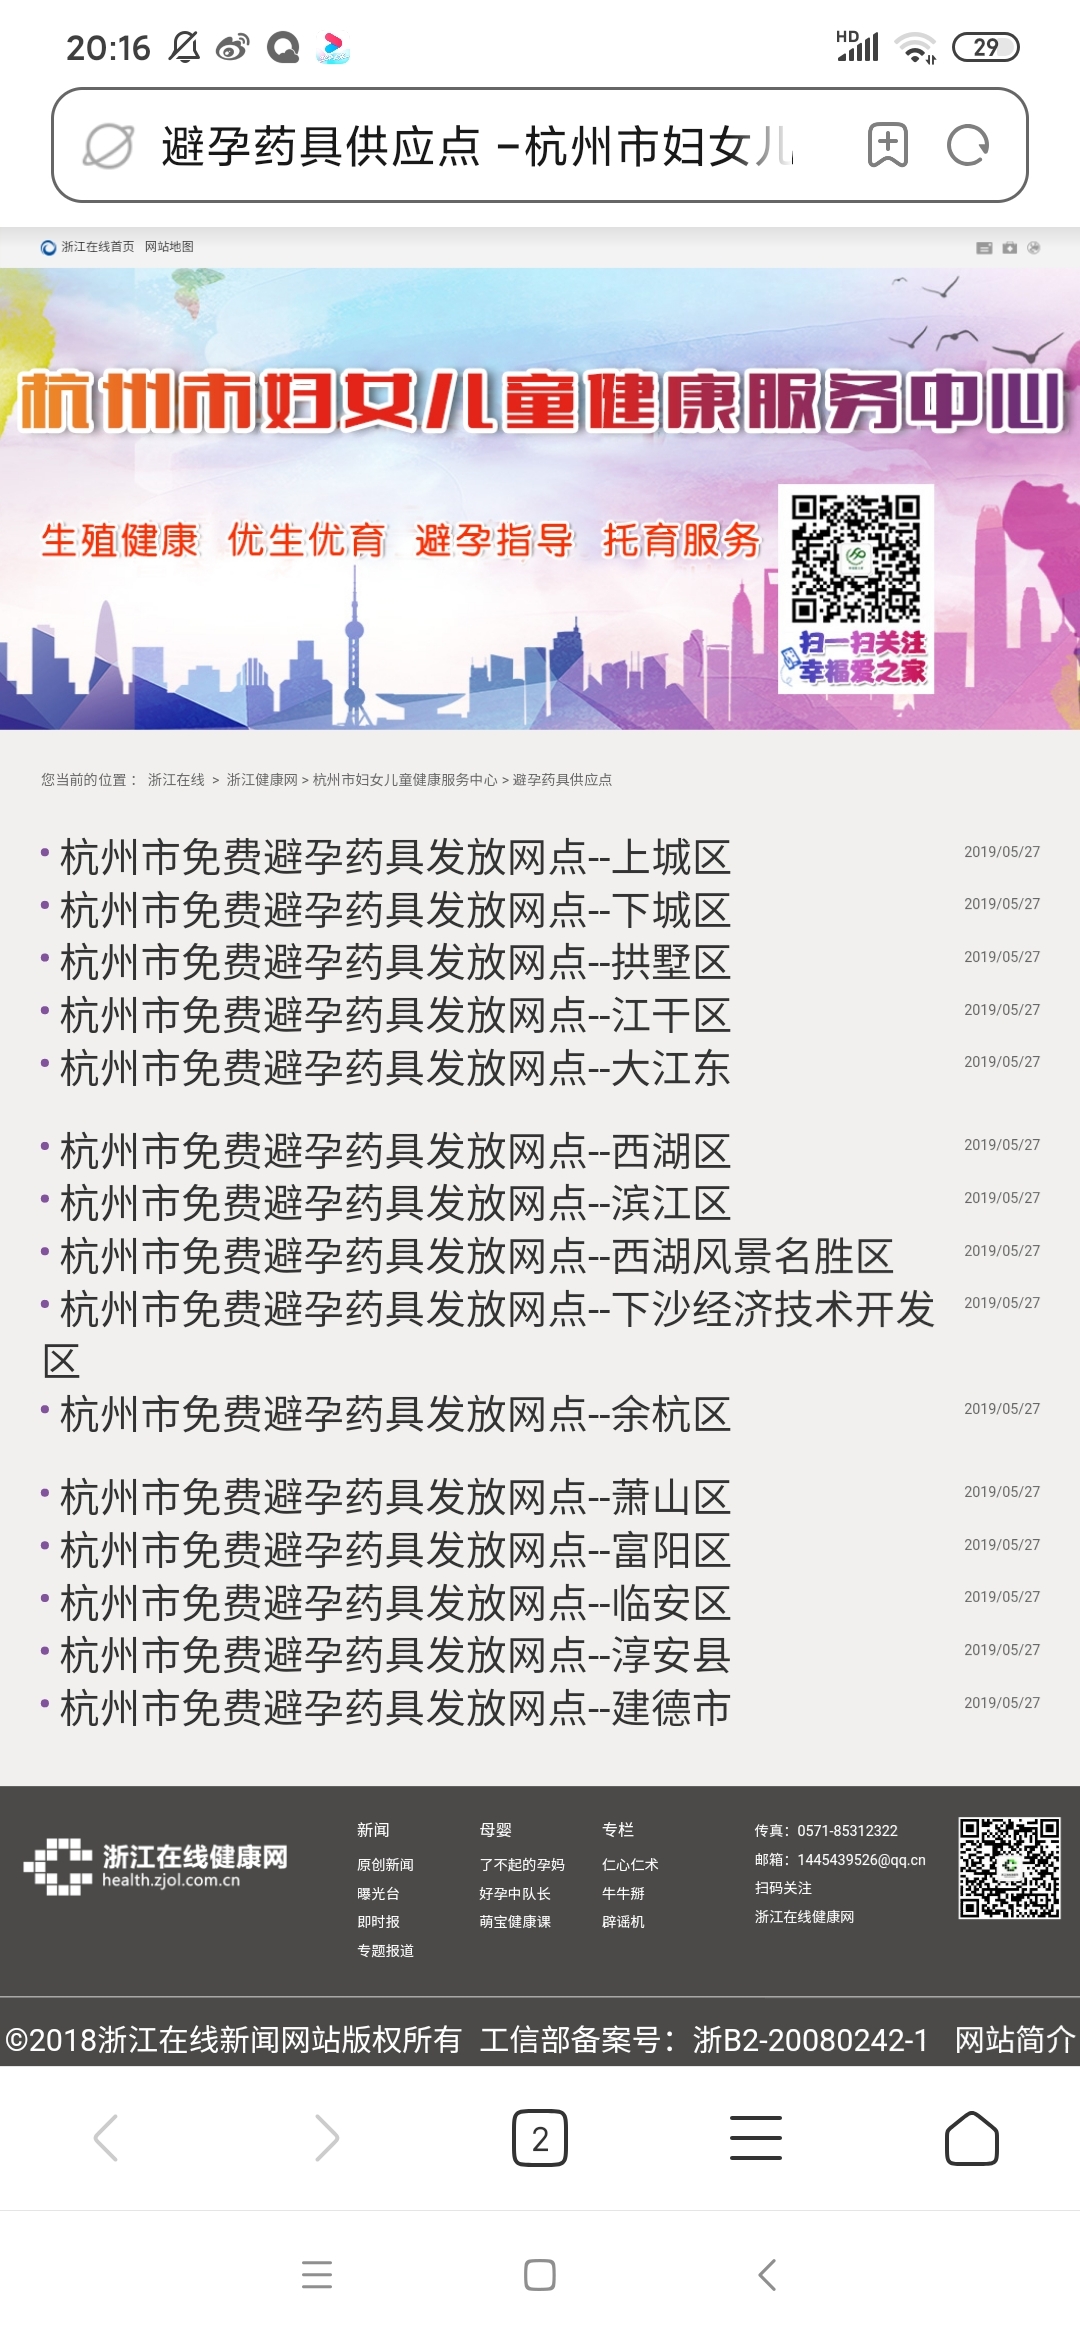 20:16
HD
29
避孕药具供应点 -杭州市妇女
浙江在线首页 网站地图
杭州市妇女儿童健康服务中心
生殖健康 优生优育 避孕指导 托育服务
扫一扫关注
幸福爱之家
您当前的位置： 浙江在线 > 浙江健康网 > 杭州市妇女儿童健康服务中心 > 避孕药具供应点
杭州市免费避孕药具发放网点--上城区 2019/05/27
杭州市免费避孕药具发放网点--下城区 2019/05/27
杭州市免费避孕药具发放网点--拱墅区 2019/05/27
杭州市免费避孕药具发放网点--江干区 2019/05/27
杭州市免费避孕药具发放网点--大江东 2019/05/27
杭州市免费避孕药具发放网点--西湖区 2019/05/27
杭州市免费避孕药具发放网点--滨江区 2019/05/27
杭州市免费避孕药具发放网点--西湖风景名胜区 2019/05/27
杭州市免费避孕药具发放网点--下沙经济技术开发 2019/05/27
区
杭州市免费避孕药具发放网点--余杭区 2019/05/27
杭州市免费避孕药具发放网点--萧山区 2019/05/27
杭州市免费避孕药具发放网点--富阳区 2019/05/27
杭州市免费避孕药具发放网点--临安区 2019/05/27
杭州市免费避孕药具发放网点--淳安县 2019/05/27
杭州市免费避孕药具发放网点--建德市 2019/05/27
浙江在线健康网
health.zjol.com.cn
新闻
原创新闻
曝光台
即时报
专题报道
母婴
了不起的孕妈
好孕中队长
萌宝健康课
专栏
仁心仁术
牛牛掰
辟谣机
传真：0571-85312322
邮箱：1445439526@qq.cn
扫码关注
浙江在线健康网
©2018浙江在线新闻网站版权所有 工信部备案号：浙B2-20080242-1 网站简介
2